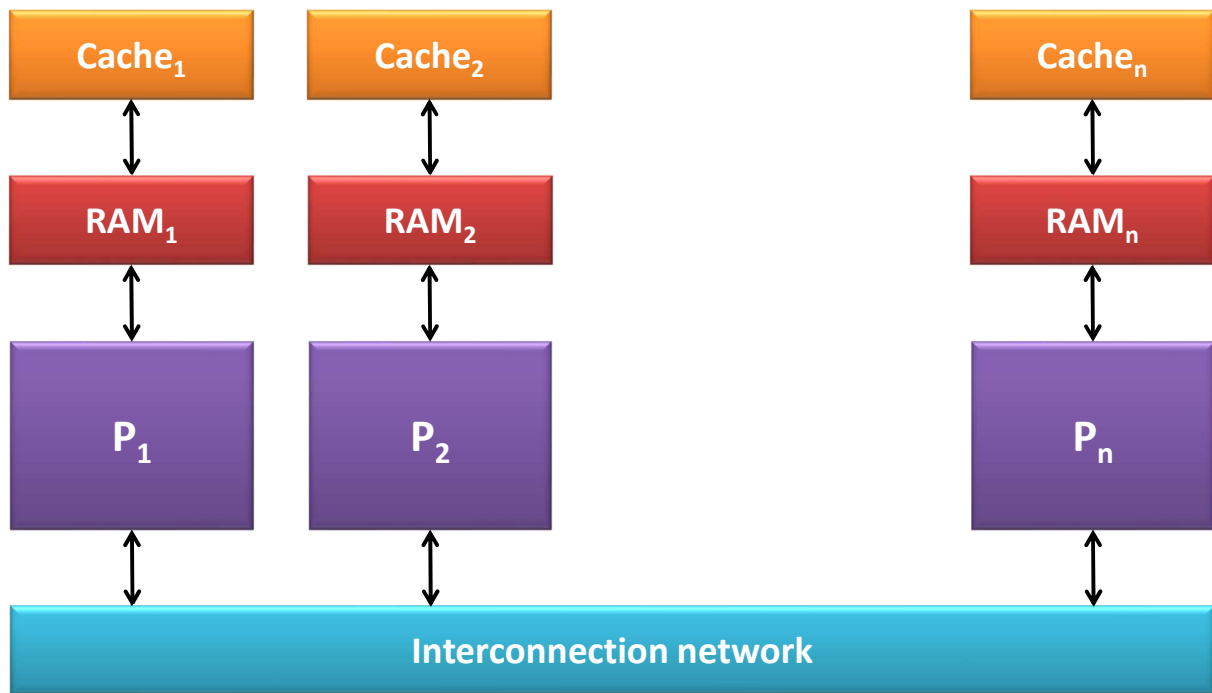 Cache₁ Cache₂ Cacheₙ
RAM₁ RAM₂ RAMₙ
P₁ P₂ Pₙ
Interconnection network